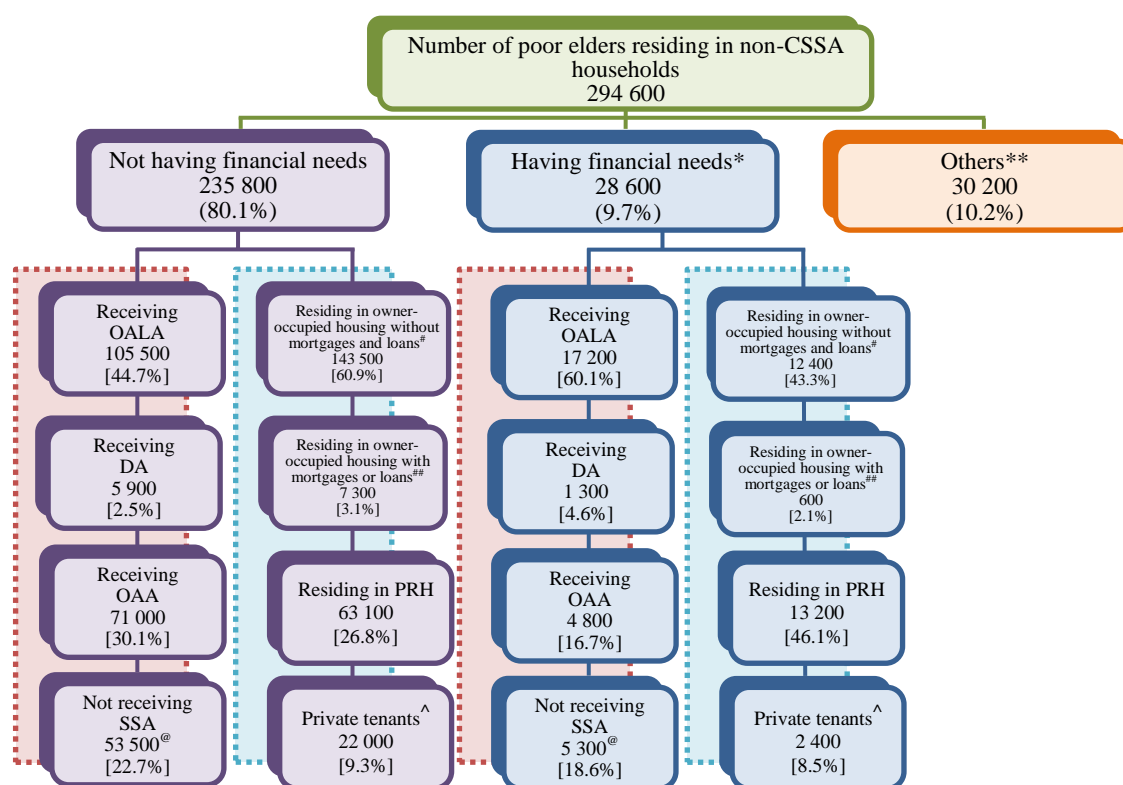 Number of poor elders residing in non-CSSA
households
294 600
Not having financial needs
235 800
(80.1%)
Having financial needs*
28 600
(9.7%)
Others**
30 200
(10.2%)
Receiving
OALA
105 500
[44.7%]
Receiving
DA
5 900
[2.5%]
Receiving
OAA
71 000
[30.1%]
Not receiving
SSA
53 500@
[22.7%]
Residing in owner-
occupied housing without
mortgages and loans#
143 500
[60.9%]
Residing in owner-
occupied housing with
mortgages or loans##
7 300
[3.1%]
Residing in PRH
63 100
[26.8%]
Private tenants^
22 000
[9.3%]
Receiving
OALA
17 200
[60.1%]
Receiving
DA
1 300
[4.6%]
Receiving
OAA
4 800
[16.7%]
Not receiving
SSA
5 300@
[18.6%]
Residing in owner-
occupied housing without
mortgages and loans#
12 400
[43.3%]
Residing in owner-
occupied housing with
mortgages or loans##
600
[2.1%]
Residing in PRH
13 200
[46.1%]
Private tenants^
2 400
[8.5%]